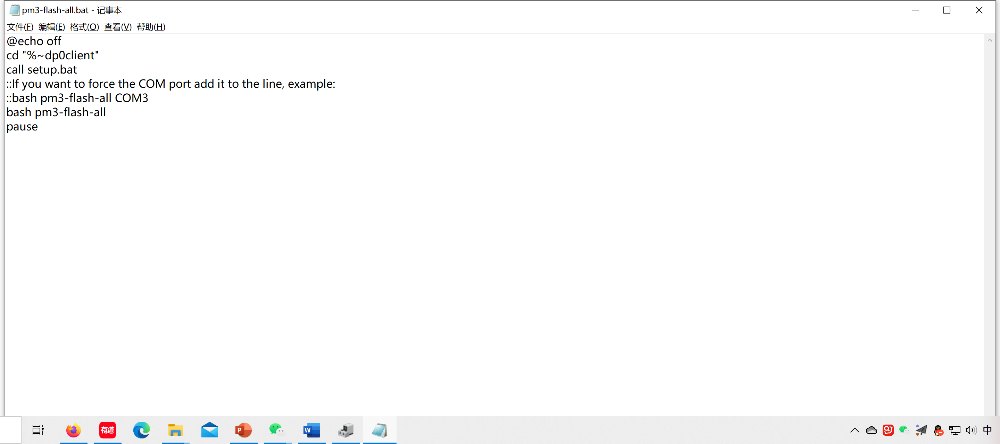 pm3-flash-all.bat - 记事本
文件(F) 编辑(E) 格式(O) 查看(V) 帮助(H)
@echo off
cd "%~dp0client"
call setup.bat
::If you want to force the COM port add it to the line, example:
::bash pm3-flash-all COM3
bash pm3-flash-all
pause
有道
P
W
中